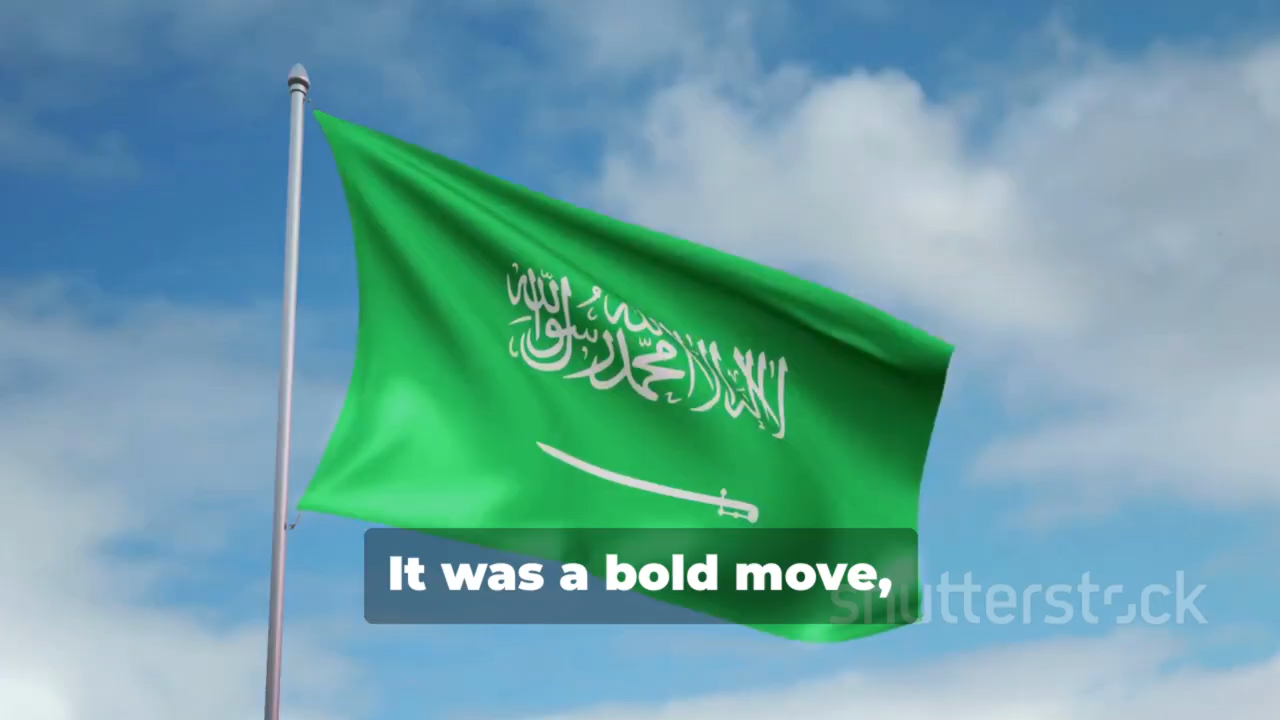 لا إله إلا الله محمد رسول الله
It was a bold move,
shutterstock